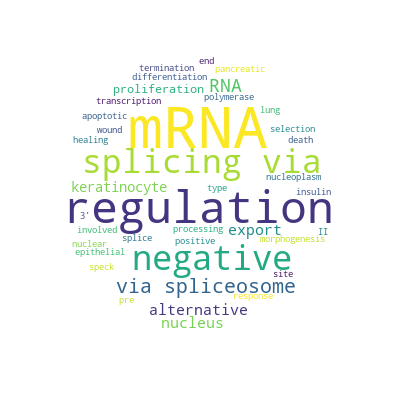 end
termination pancreatic
differentiation
proliferation RNA
transcription polymerase
apoptotic mRNA lung
wound selection
healing death
splicing via
keratinocyte nucleoplasm
type insulin
regulation
3'
involved processing export II
nuclear splice positive morphogenesis
epithelial negative
speck site
via spliceosome
pre response
alternative
nucleus